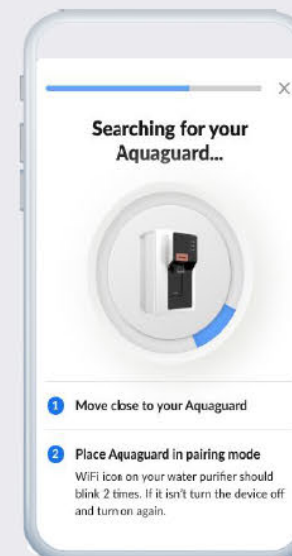 Searching for your
Aquaguard...
1 Move close to your Aquaguard
2 Place Aquaguard in pairing mode
WiFi icon on your water purifier should
blink 2 times. If it isn't turn the device off
and turn on again.